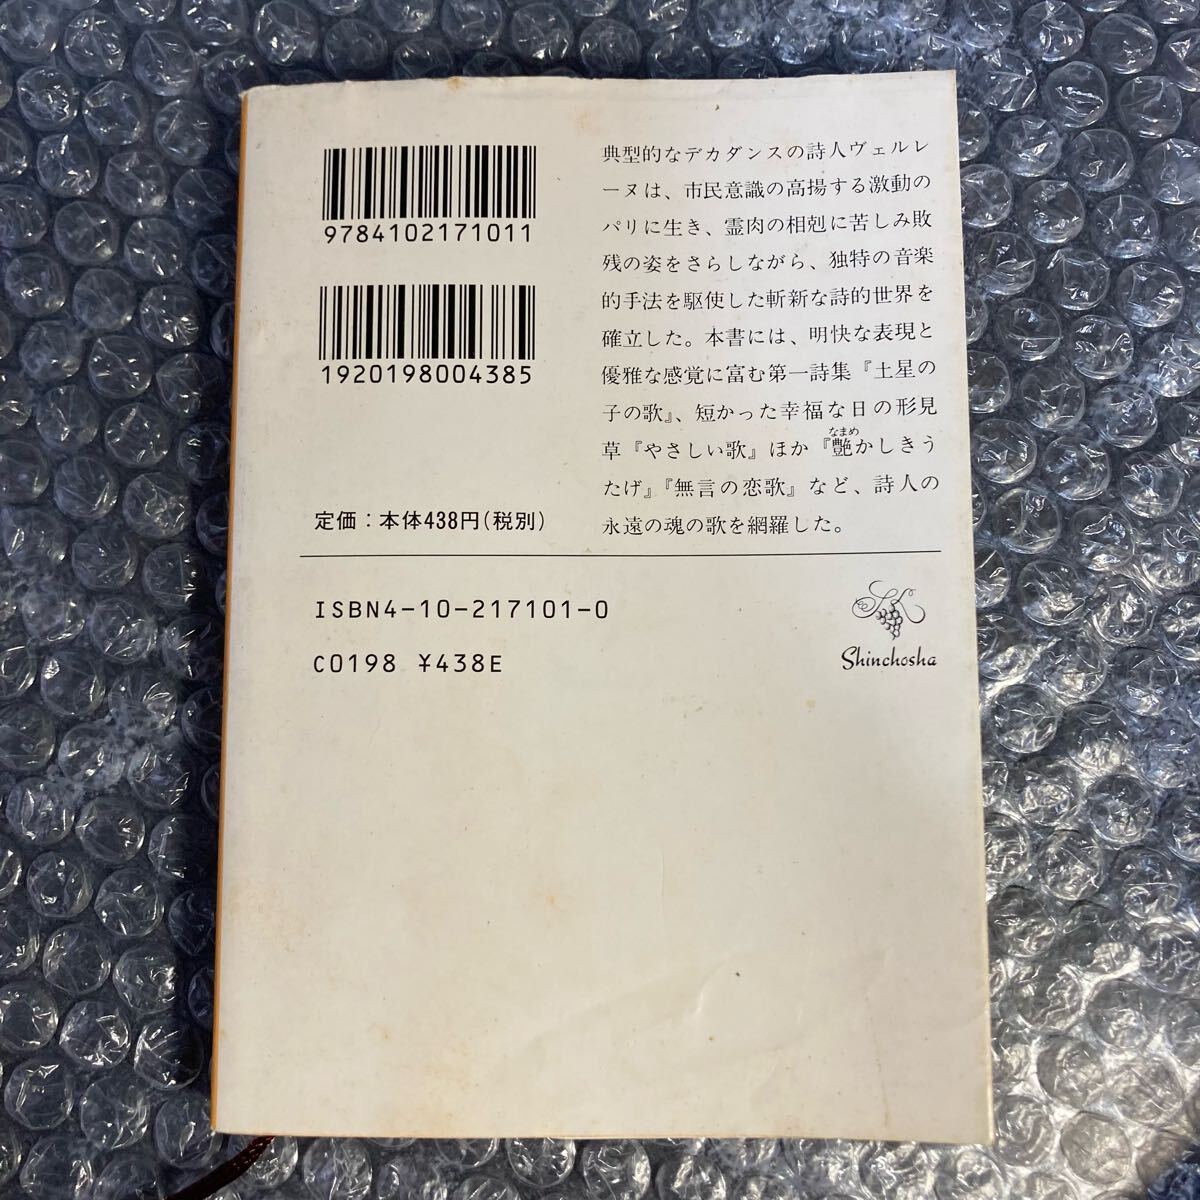 9784102171011
1920198004385
定価：本体438円(税別)
典型的なデカダンスの詩人ヴェルレ
ーヌは、市民意識の高揚する激動の
パリに生き、霊肉の相剋に苦しみ敗
残の姿をさらしながら、独特の音楽
的手法を駆使した斬新な詩的世界を
確立した。本書には、明快な表現と
優雅な感覚に富む第一詩集『土星の
子の歌』、短かった幸福な日の形見
草『やさしい歌』ほか『艶かしきう
なまめ
たげ』『無言の恋歌』など、詩人の
永遠の魂の歌を網羅した。
ISBN4-10-217101-0
C0198 ¥438E
Shinchosha